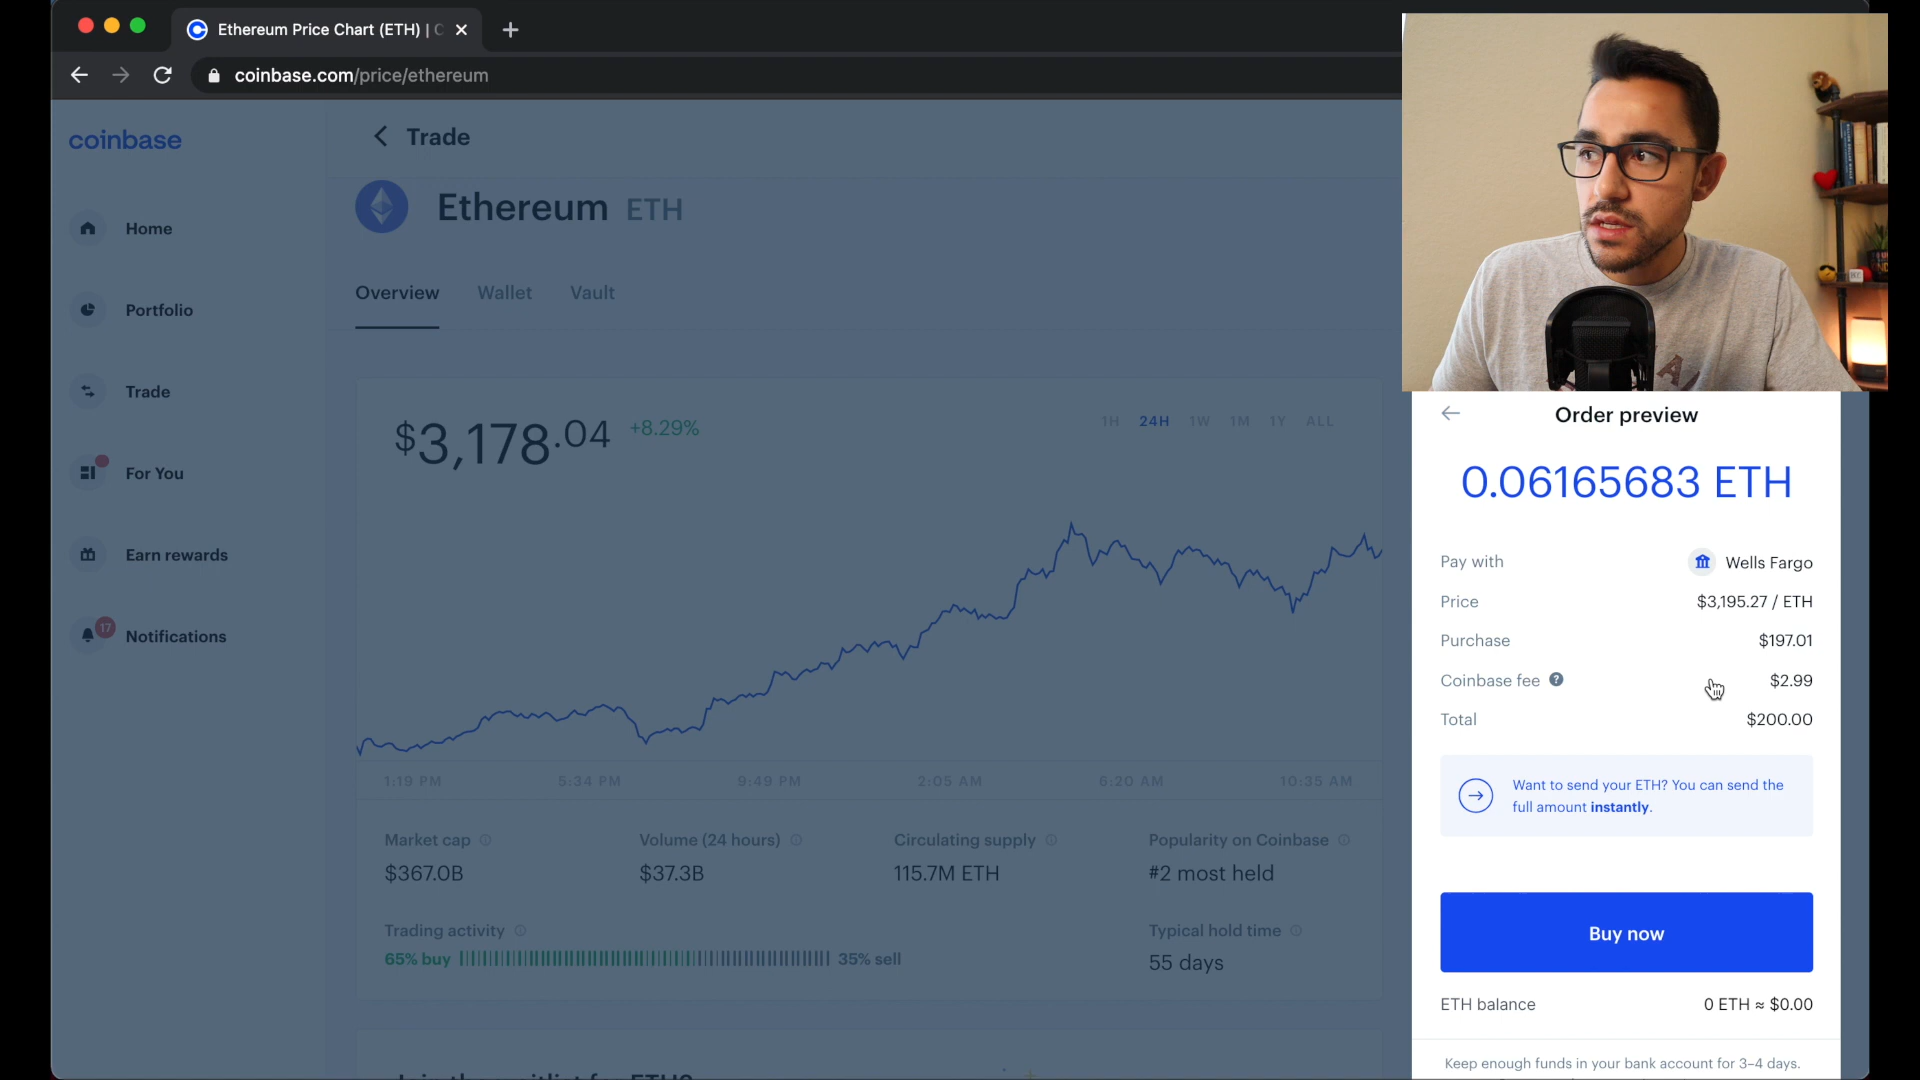 Ethereum Price Chart (ETH) | C
coinbase.com/price/ethereum
coinbase
Home
Portfolio
Trade
For You
Earn rewards
17
Notifications
Trade
Ethereum ETH
Overview Wallet Vault
$3,178.04 +8.29%
1H 24H 1W 1M 1Y ALL
1:19 PM 5:34 PM 9:49 PM 2:05 AM 6:20 AM 10:35 AM
Market cap
$367.0B
Volume (24 hours)
$37.3B
Circulating supply
115.7M ETH
Popularity on Coinbase
#2 most held
Trading activity
65% buy 35% sell
Typical hold time
55 days
Order preview
0.06165683 ETH
Pay with Wells Fargo
Price $3,195.27 / ETH
Purchase $197.01
Coinbase fee ? $2.99
Total $200.00
Want to send your ETH? You can send the
full amount instantly.
Buy now
ETH balance 0 ETH ≈ $0.00
Keep enough funds in your bank account for 3–4 days.